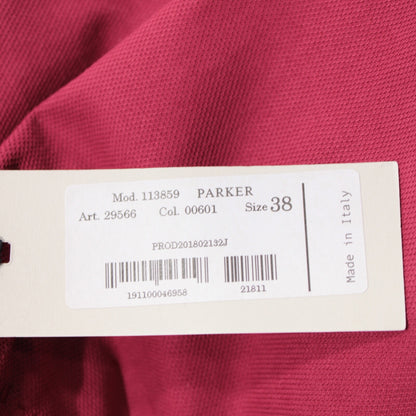 Mod. 113859 PARKER
Art. 29566 Col. 00601 Size 38
PROD201802132J
191100046958 21811
Made in Italy